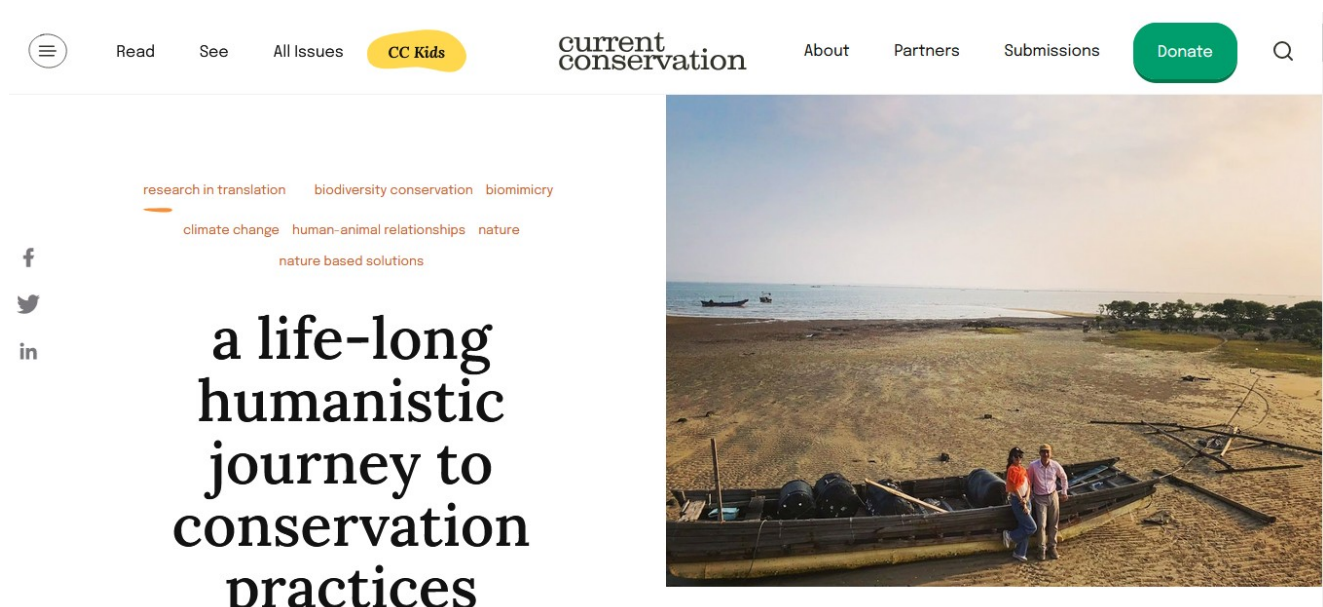 Read See All Issues CC Kids
current
conservation
About Partners Submissions Donate
research in translation biodiversity conservation biomimicry
climate change human-animal relationships nature
nature based solutions
a life-long
humanistic
journey to
conservation
practices